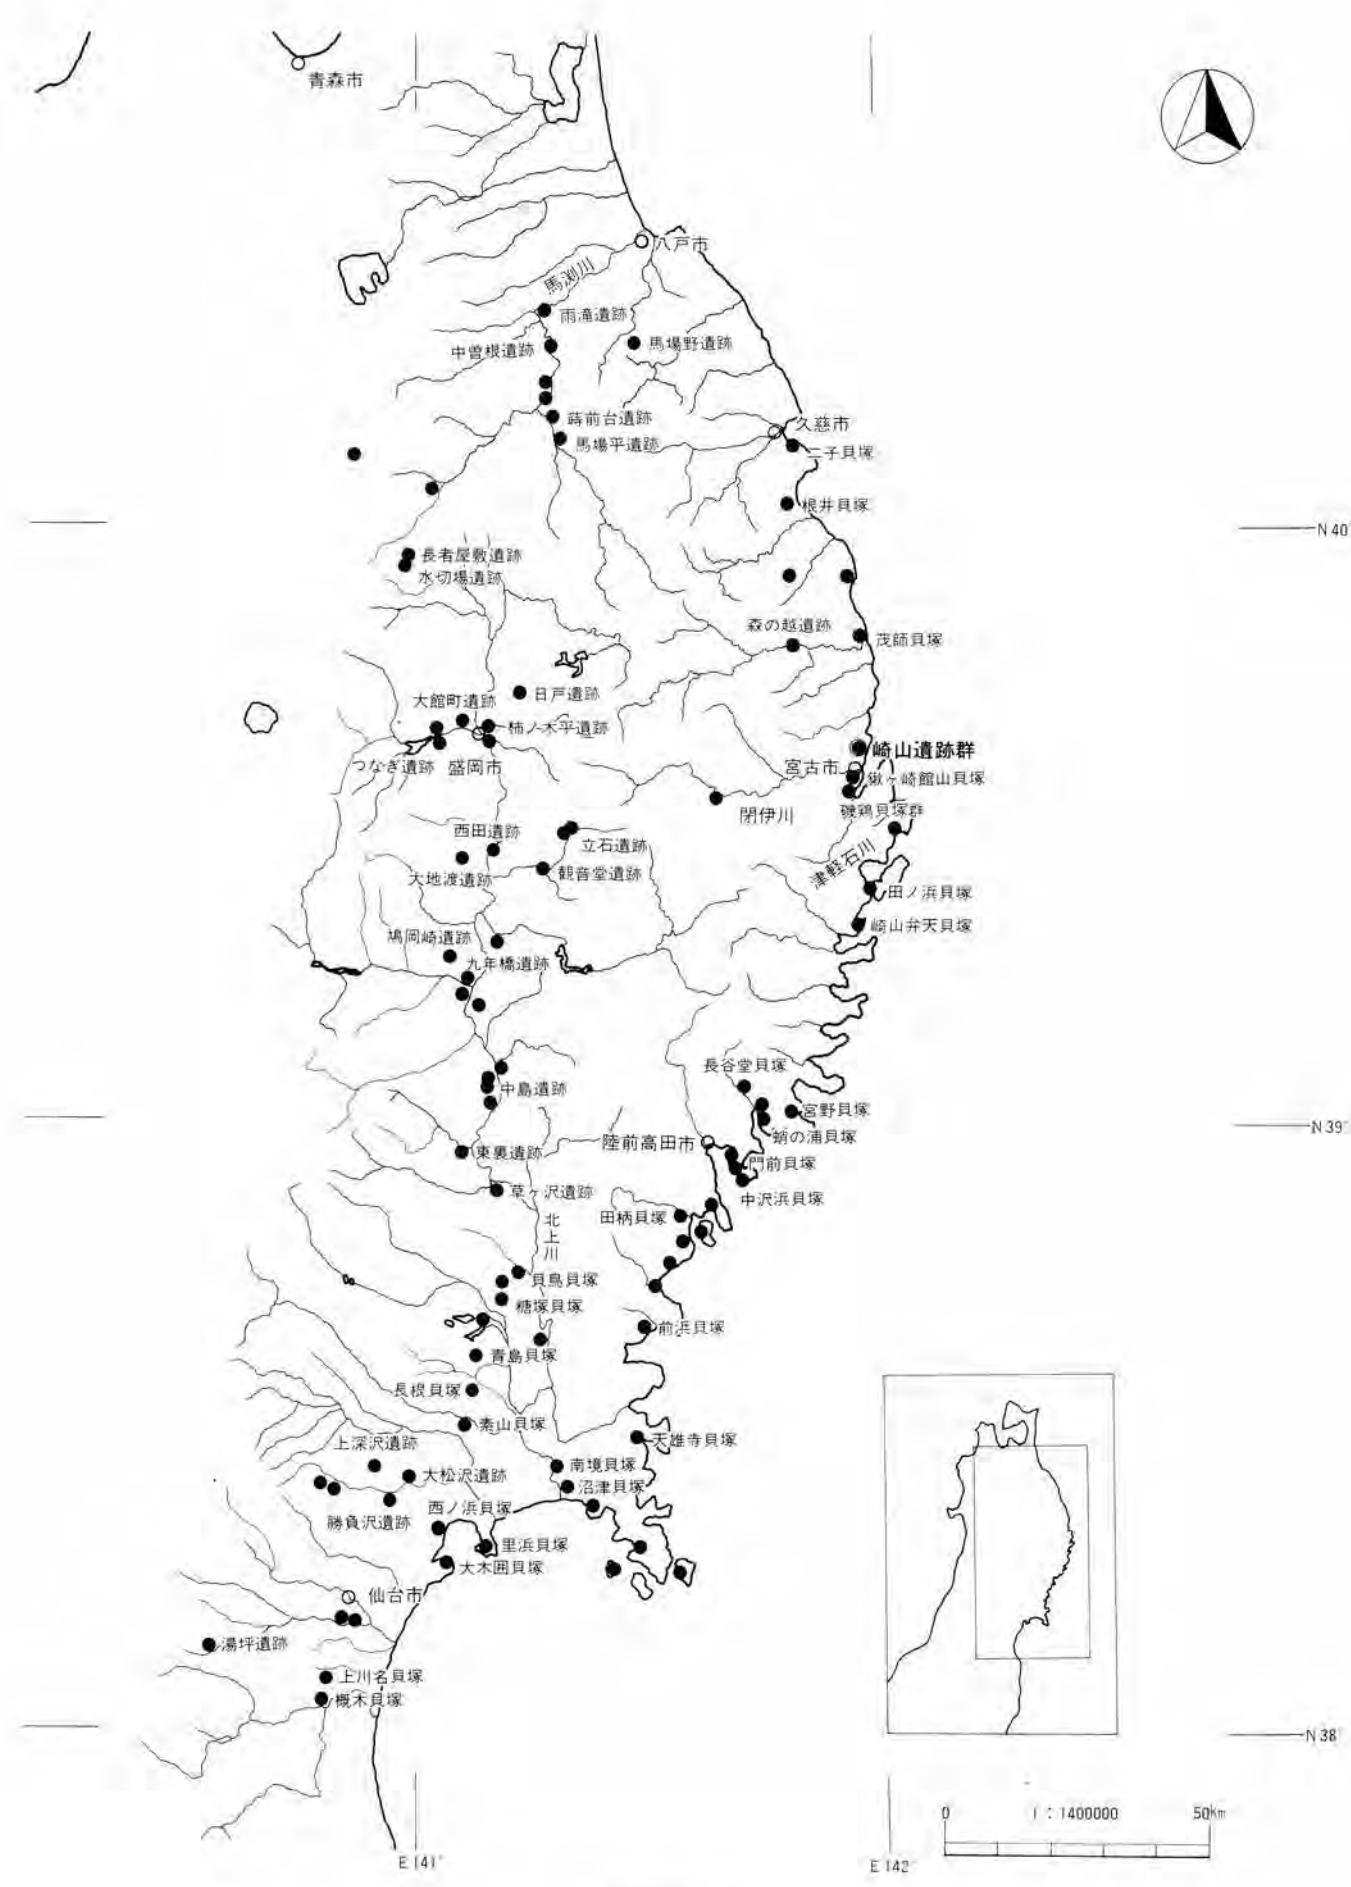 青森市
八戸市
馬渕川
雨滝遺跡
中曽根遺跡
馬場野遺跡
蒔前台遺跡
久慈市
馬場平遺跡
二子貝塚
根井貝塚
N 40°
長者屋敷遺跡
水切場遺跡
森の越遺跡
茂師貝塚
日戸遺跡
大館町遺跡
柿ノ木平遺跡
崎山遺跡群
つなぎ遺跡
盛岡市
宮古市
鍬ヶ崎館山貝塚
閉伊川
磯鶏貝塚群
西田遺跡
立石遺跡
津軽石川
大地渡遺跡
観音堂遺跡
田ノ浜貝塚
崎山弁天貝塚
鳩岡崎遺跡
九年橋遺跡
長谷堂貝塚
中島遺跡
宮野貝塚
N 39°
蛸の浦貝塚
陸前高田市
東裏遺跡
門前貝塚
草ヶ沢遺跡
中沢浜貝塚
田柄貝塚
北上川
貝鳥貝塚
糖塚貝塚
前浜貝塚
青島貝塚
長根貝塚
素山貝塚
天雄寺貝塚
上深沢遺跡
南境貝塚
大松沢遺跡
沼津貝塚
西ノ浜貝塚
勝負沢遺跡
里浜貝塚
大木囲貝塚
仙台市
湯坪遺跡
上川名貝塚
槻木貝塚
N 38°
0 1:1400000 50km
E 141°
E 142°